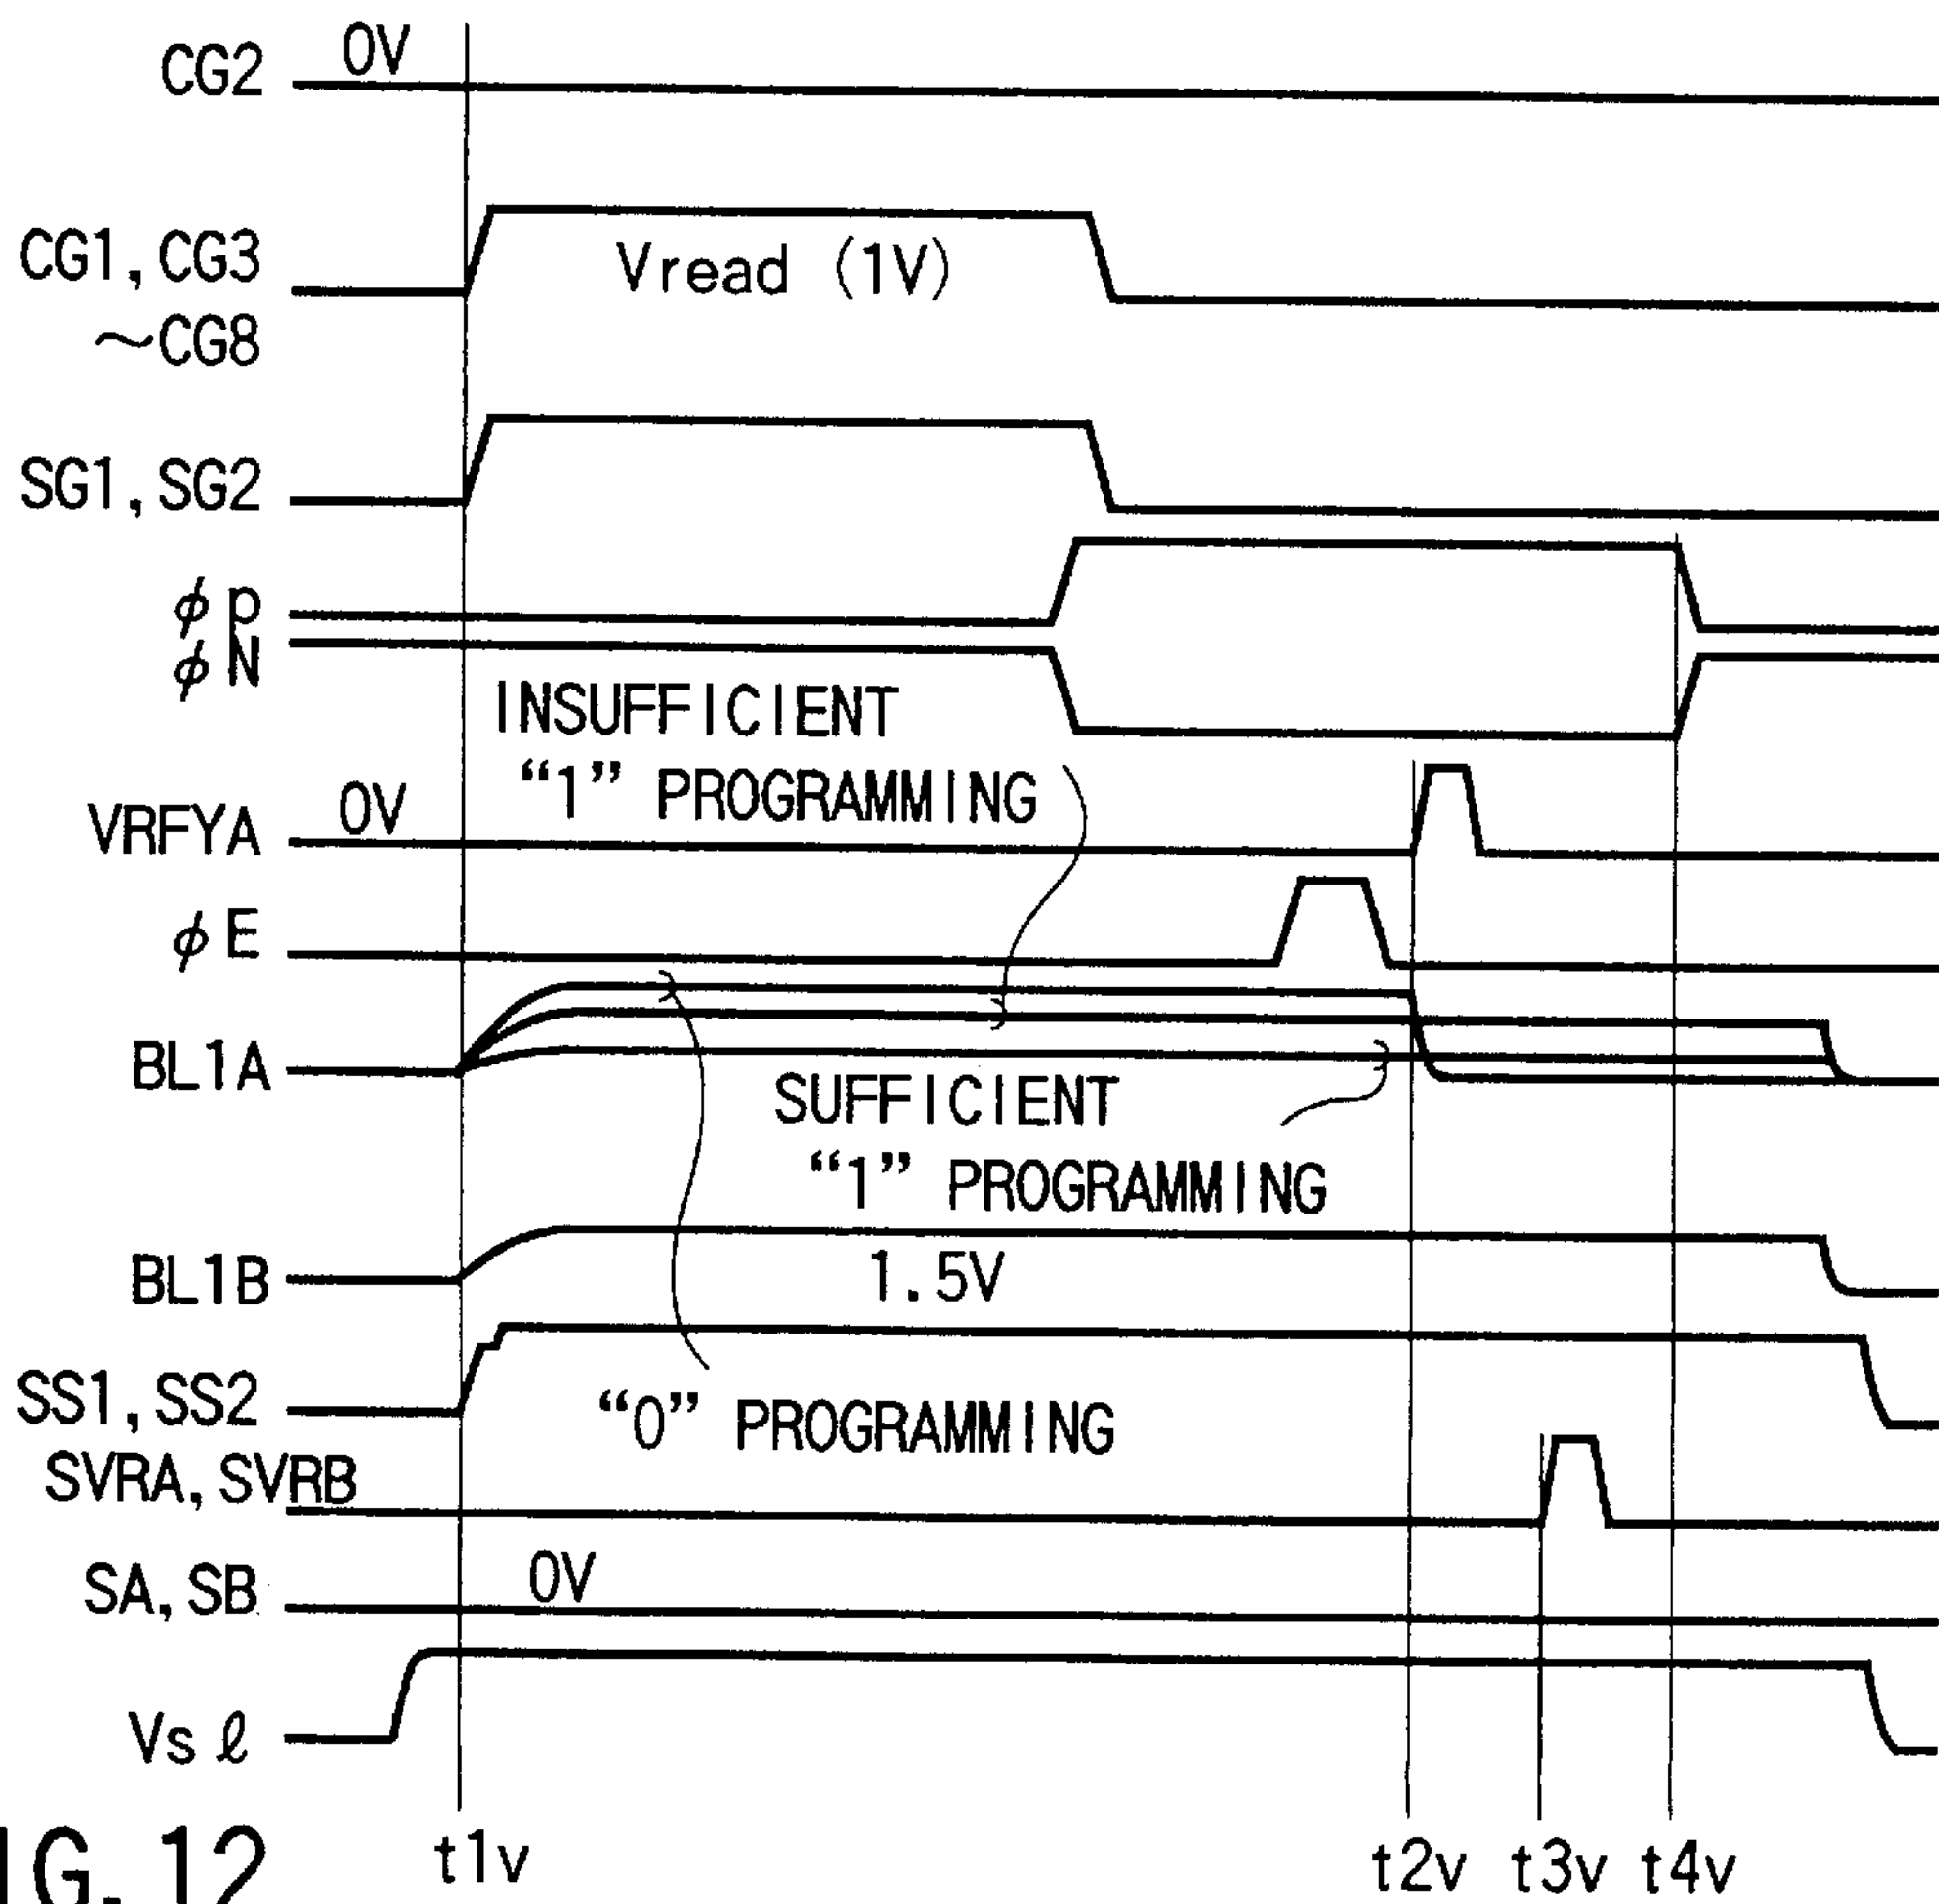 CG2 0V
CG1, CG3
~CG8
Vread (1V)
SG1, SG2
ϕp
ϕN
INSUFFICIENT
“1” PROGRAMMING
VRFYA 0V
ϕE
BL1A
SUFFICIENT
“1” PROGRAMMING
BL1B
1.5V
SS1, SS2
“0” PROGRAMMING
SVRA, SVRB
SA, SB 0V
Vsℓ
t1v t2v t3v t4v
IG. 12